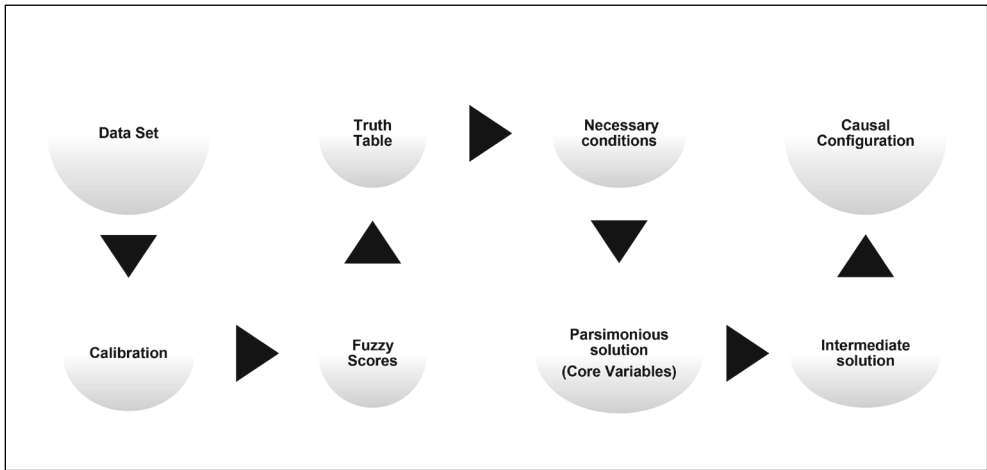 Data Set
Calibration
Fuzzy
Scores
Truth
Table
Necessary
conditions
Parsimonious
solution
(Core Variables)
Intermediate
solution
Causal
Configuration